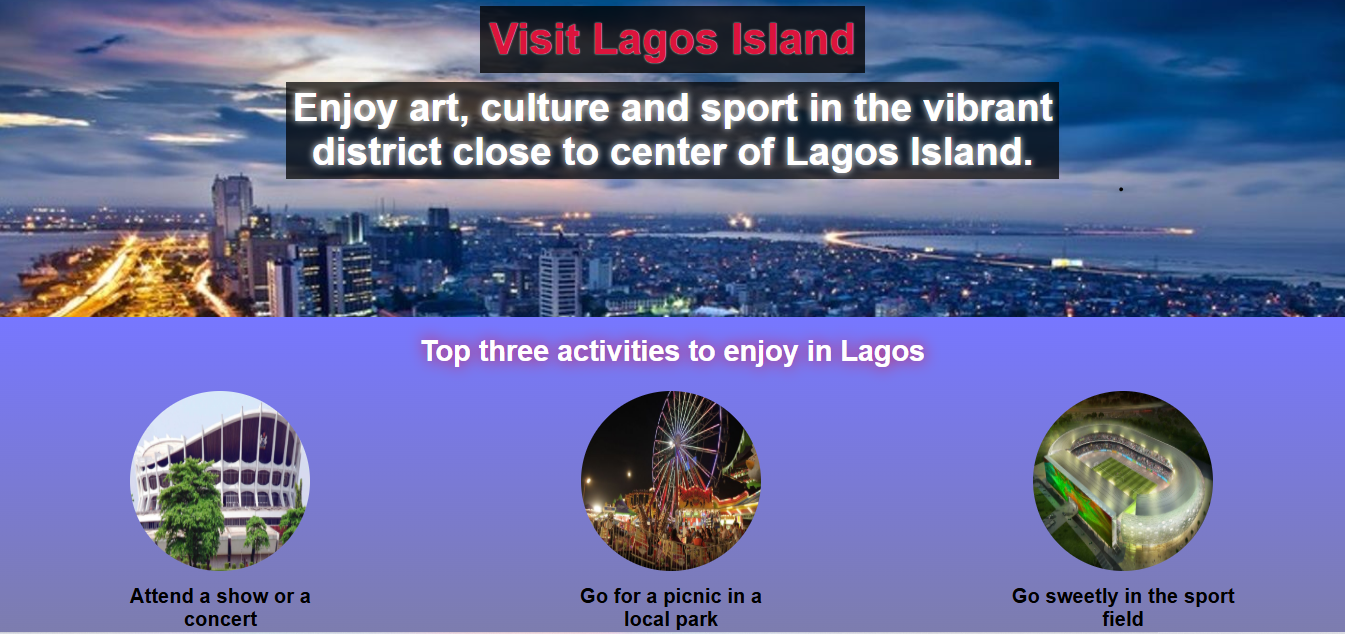 Visit Lagos Island
Enjoy art, culture and sport in the vibrant
district close to center of Lagos Island.
Top three activities to enjoy in Lagos
Attend a show or a
concert
Go for a picnic in a
local park
Go sweetly in the sport
field